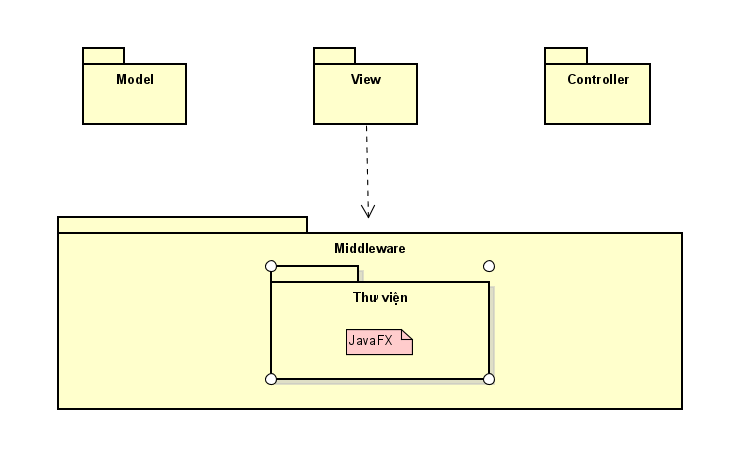 Model
View
Controller
Middleware
Thư viện
JavaFX